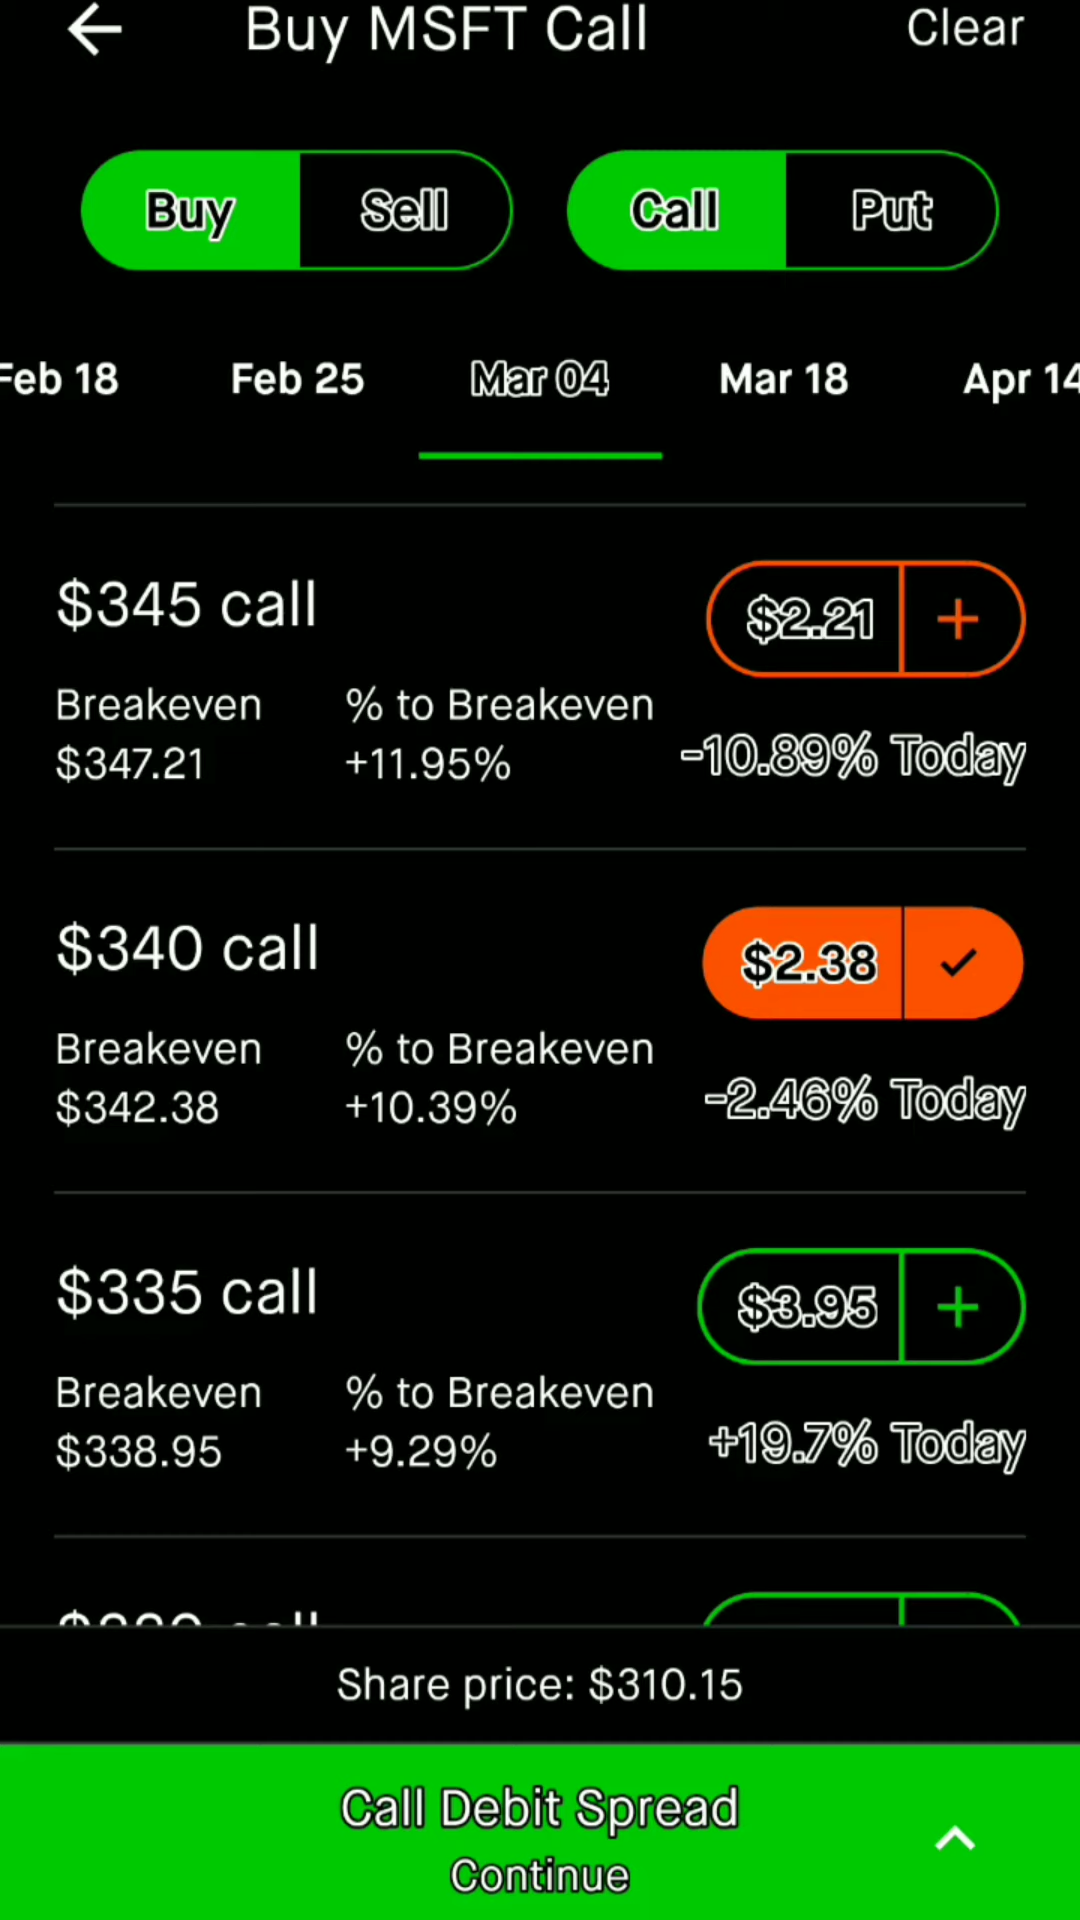 Buy MSFT Call
Clear
Buy
Sell
Call
Put
Feb 18
Feb 25
Mar 04
Mar 18
Apr 14
$345 call
$2.21
Breakeven
% to Breakeven
$347.21
+11.95%
-10.89% Today
$340 call
$2.38
Breakeven
% to Breakeven
$342.38
+10.39%
-2.46% Today
$335 call
$3.95
Breakeven
% to Breakeven
$338.95
+9.29%
+19.7% Today
call
Share price: $310.15
Call Debit Spread
Continue